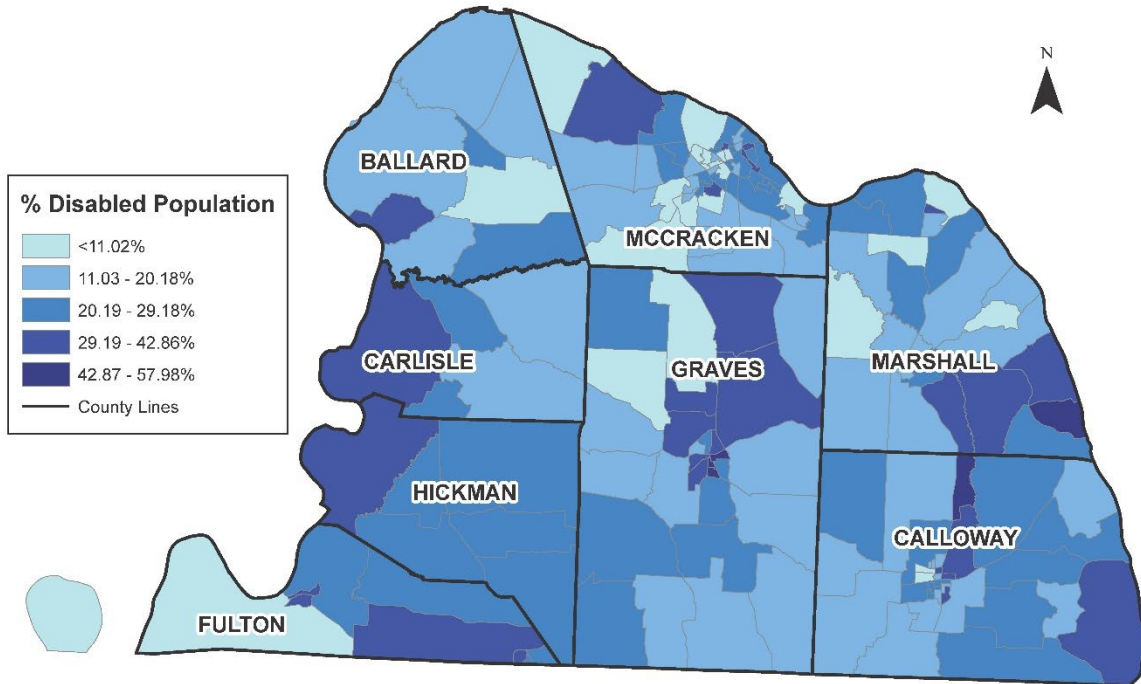 N
BALLARD
% Disabled Population
<11.02%
11.03 - 20.18%
20.19 - 29.18%
29.19 - 42.86%
42.87 - 57.98%
County Lines
MCCRACKEN
CARLISLE
GRAVES
MARSHALL
HICKMAN
CALLOWAY
FULTON